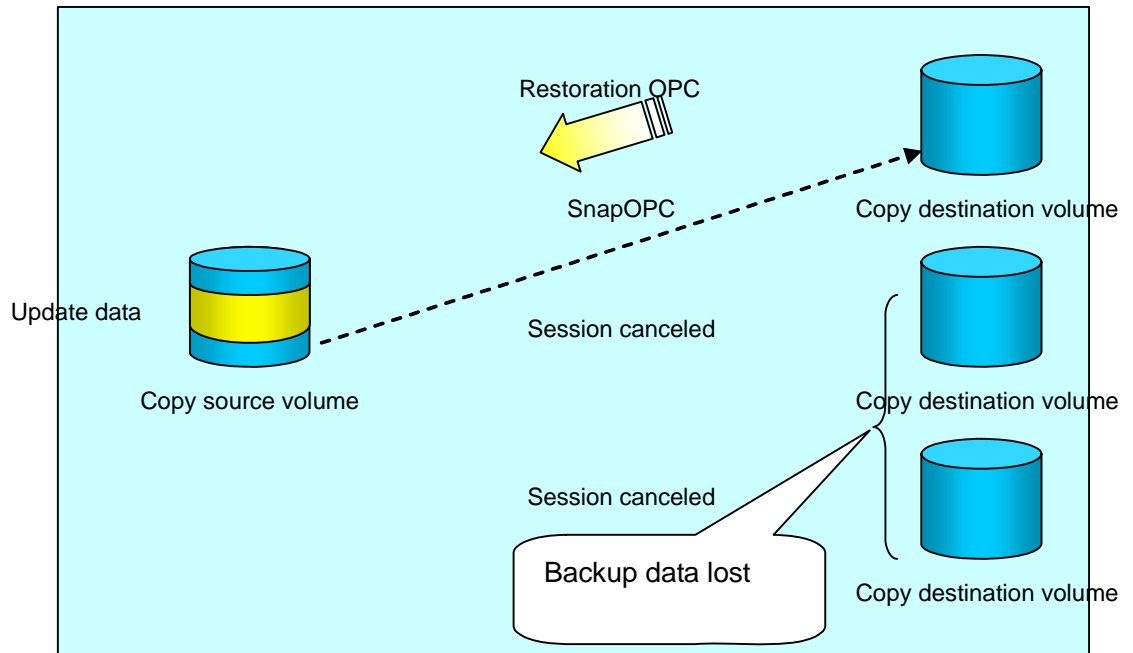 Restoration OPC
SnapOPC
Copy destination volume
Update data
Session canceled
Copy source volume
Copy destination volume
Session canceled
Backup data lost
Copy destination volume